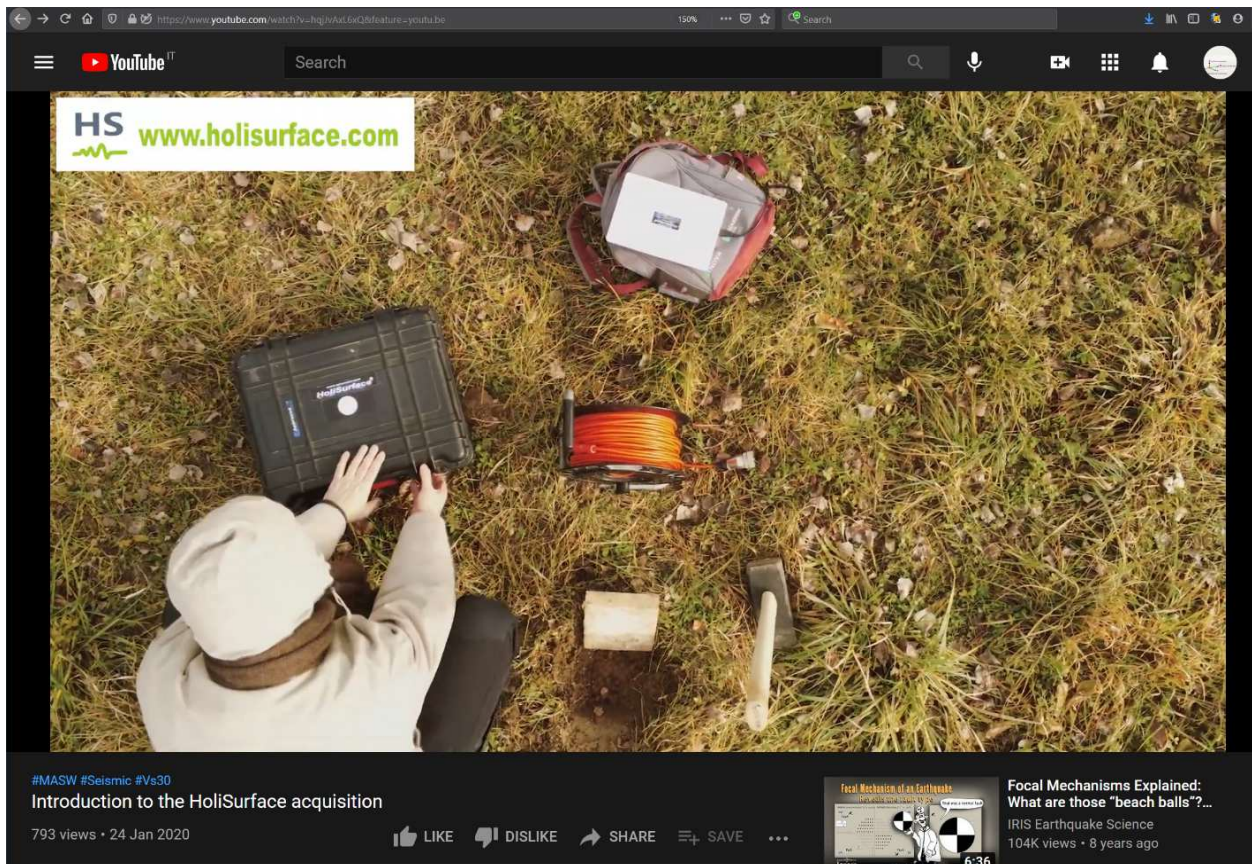 https://www.youtube.com/watch?v=hqjJvAxL6xQ&feature=youtu.be
150%
Search
YouTube IT
Search
HS www.holisurface.com
HoliSurface
#MASW #Seismic #Vs30
Introduction to the HoliSurface acquisition
793 views • 24 Jan 2020
LIKE
DISLIKE
SHARE
SAVE
Focal Mechanism of an Earthquake
6:36
Focal Mechanisms Explained:
What are those “beach balls”?...
IRIS Earthquake Science
104K views • 8 years ago